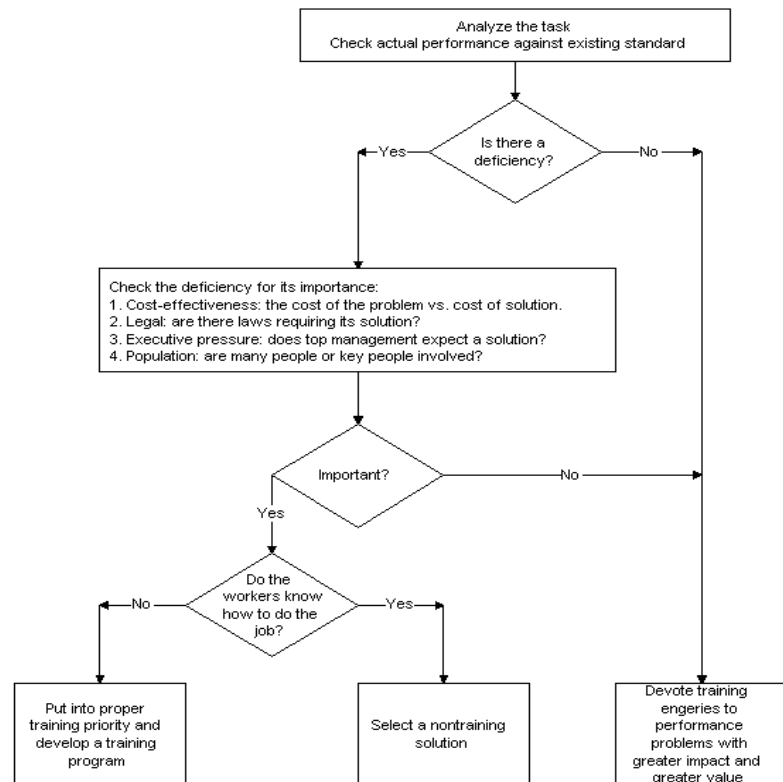 Analyze the task
Check actual performance against existing standard
Is there a
deficiency?
Yes
No
Check the deficiency for its importance:
1. Cost-effectiveness: the cost of the problem vs. cost of solution.
2. Legal: are there laws requiring its solution?
3. Executive pressure: does top management expect a solution?
4. Population: are many people or key people involved?
Important?
No
Yes
Do the
workers know
how to do the
job?
No
Yes
Put into proper
training priority and
develop a training
program
Select a nontraining
solution
Devote training
engeries to
performance
problems with
greater impact and
greater value